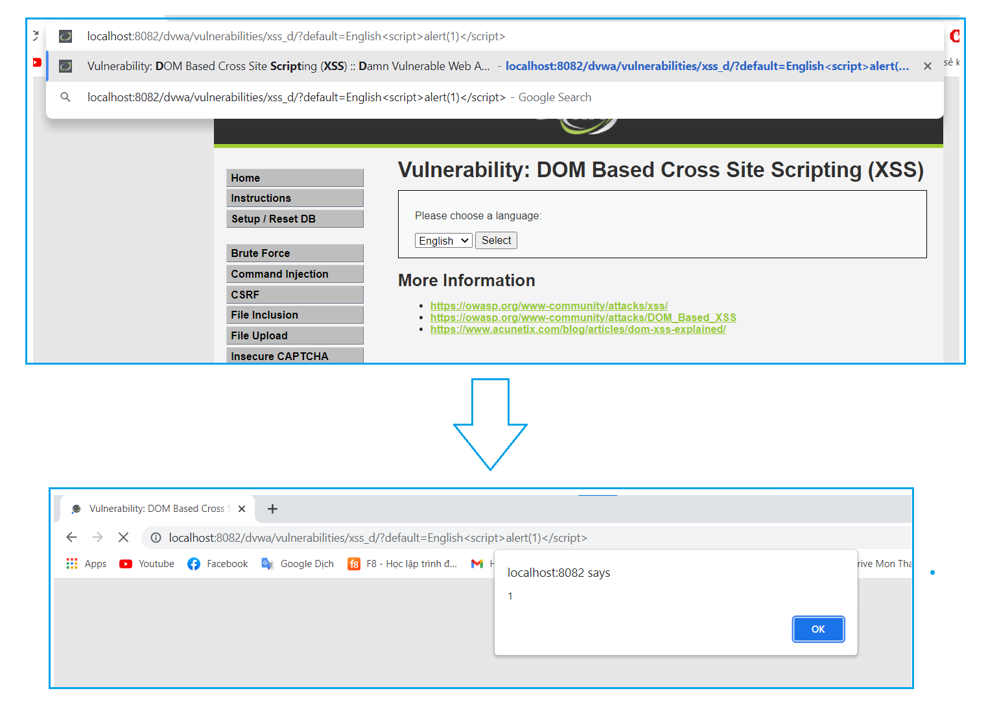 localhost:8082/dvwa/vulnerabilities/xss_d/?default=English<script>alert(1)</script>
Vulnerability: DOM Based Cross Site Scripting (XSS) :: Damn Vulnerable Web A... - localhost:8082/dvwa/vulnerabilities/xss_d/?default=English<script>alert(...
sẻ k
localhost:8082/dvwa/vulnerabilities/xss_d/?default=English<script>alert(1)</script> - Google Search
Vulnerability: DOM Based Cross Site Scripting (XSS)
Home
Instructions
Setup / Reset DB
Brute Force
Command Injection
CSRF
File Inclusion
File Upload
Insecure CAPTCHA
Please choose a language:
English Select
More Information
https://owasp.org/www-community/attacks/xss/
https://owasp.org/www-community/attacks/DOM_Based_XSS
https://www.acunetix.com/blog/articles/dom-xss-explained/
Vulnerability: DOM Based Cross S
localhost:8082/dvwa/vulnerabilities/xss_d/?default=English<script>alert(1)</script>
Apps Youtube Facebook Google Dịch F8 - Học lập trình đ... H rive Mon Tha
localhost:8082 says
1
OK